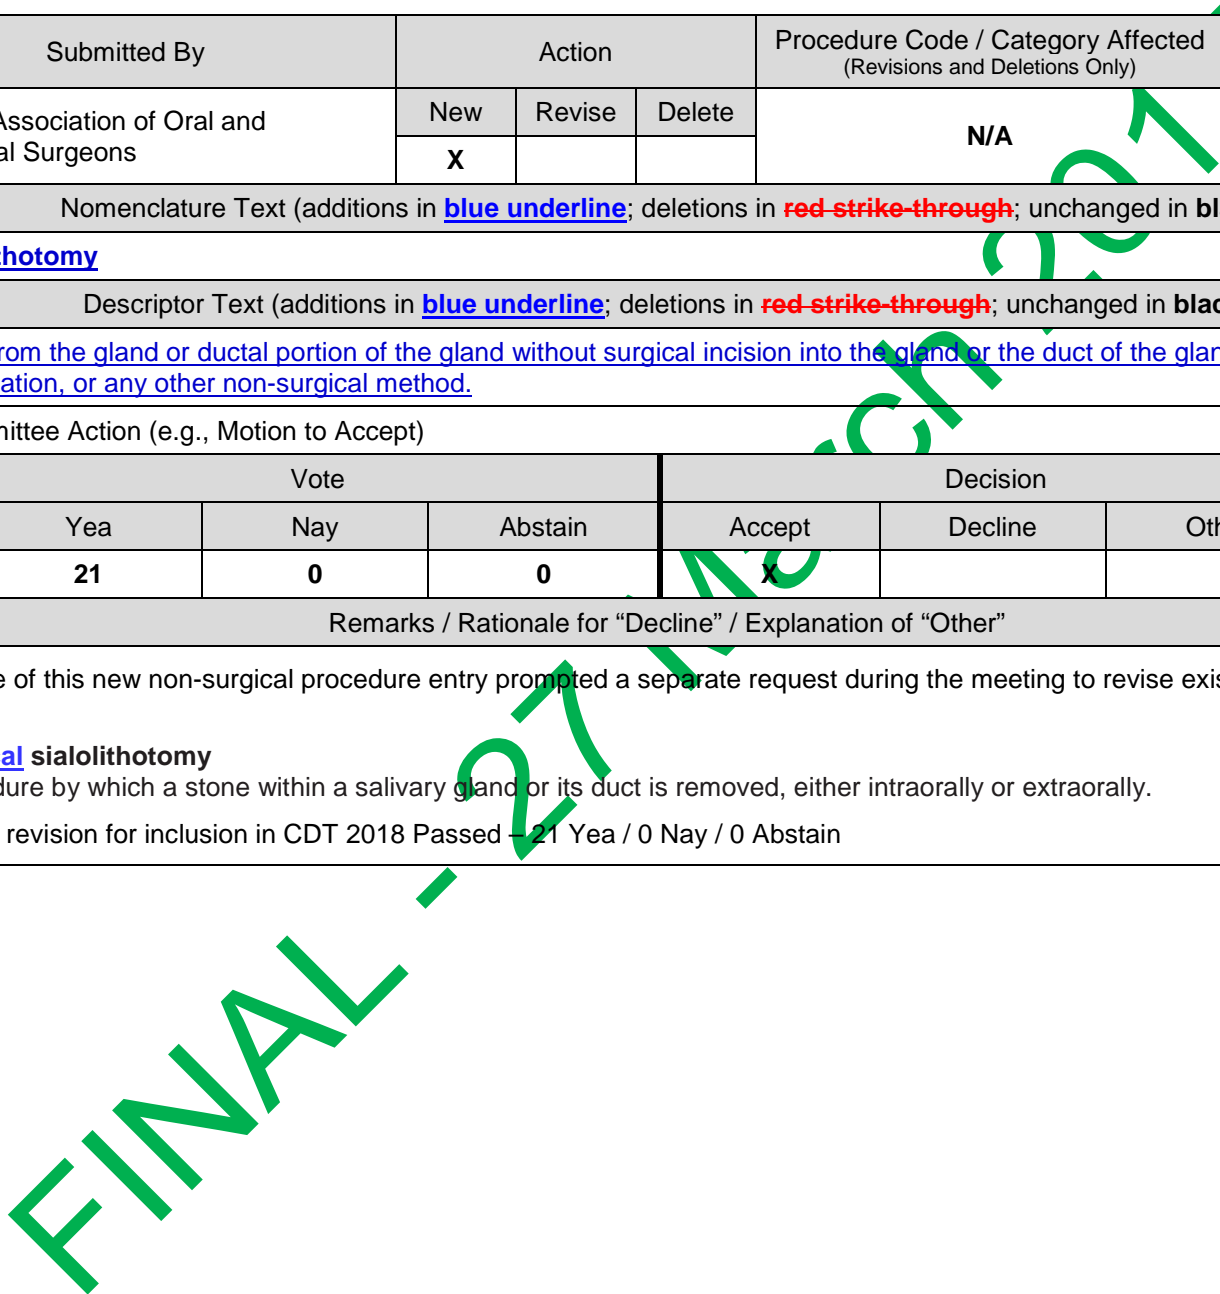 Submitted By Action Procedure Code / Category Affected
(Revisions and Deletions Only)
Association of Oral and New Revise Delete N/A
al Surgeons X
Nomenclature Text (additions in blue underline; deletions in red strike-through; unchanged in bl
thotomy
Descriptor Text (additions in blue underline; deletions in red strike-through; unchanged in blac
rom the gland or ductal portion of the gland without surgical incision into the gland or the duct of the glan
ation, or any other non-surgical method.
nittee Action (e.g., Motion to Accept)
Vote Decision
Yea Nay Abstain Accept Decline Oth
21 0 0 X
Remarks / Rationale for “Decline” / Explanation of “Other”
e of this new non-surgical procedure entry prompted a separate request during the meeting to revise exis
al sialolithotomy
dure by which a stone within a salivary gland or its duct is removed, either intraorally or extraorally.
revision for inclusion in CDT 2018 Passed – 21 Yea / 0 Nay / 0 Abstain
FINAL - 27 March 201